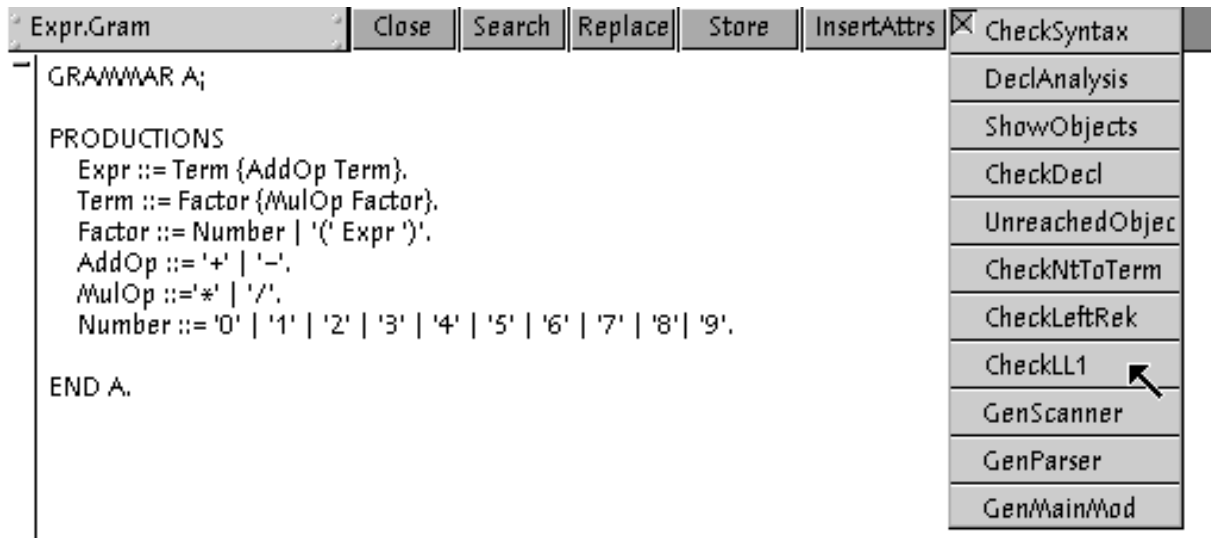 Expr.Gram Close Search Replace Store InsertAttrs CheckSyntax
GRAMMAR A;
PRODUCTIONS
Expr ::= Term {AddOp Term}.
Term ::= Factor {MulOp Factor}.
Factor ::= Number | '(' Expr ')'.
AddOp ::= '+' | '–'.
MulOp ::='*' | '/'.
Number ::= '0' | '1' | '2' | '3' | '4' | '5' | '6' | '7' | '8'| '9'.
END A.
DeclAnalysis
ShowObjects
CheckDecl
UnreachedObjec
CheckNtToTerm
CheckLeftRek
CheckLL1
GenScanner
GenParser
GenMainMod